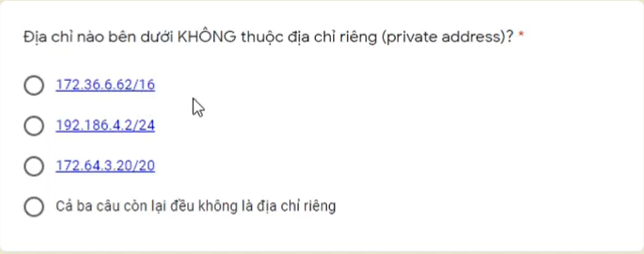 Địa chỉ nào bên dưới KHÔNG thuộc địa chỉ riêng (private address)? *
172.36.6.62/16
192.186.4.2/24
172.64.3.20/20
Cả ba câu còn lại đều không là địa chỉ riêng